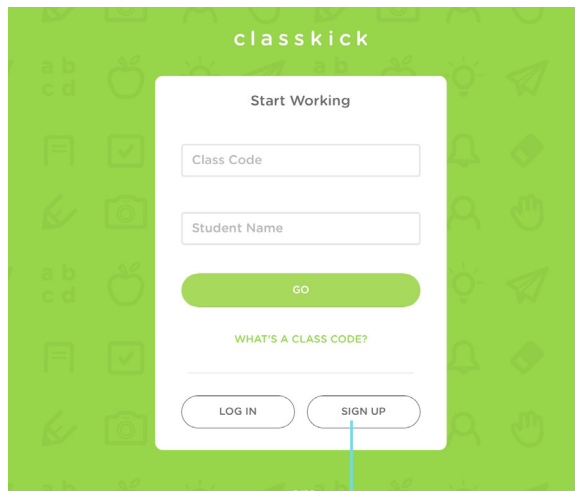 classkick
Start Working
Class Code
Student Name
GO
WHAT'S A CLASS CODE?
LOG IN
SIGN UP
a b
c d
a b
a b
c d